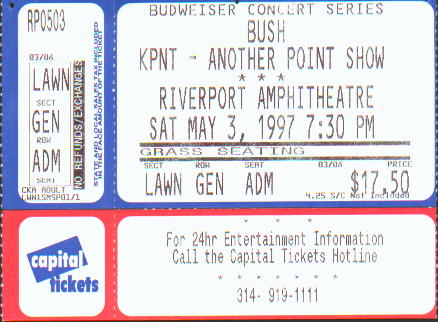 RP0503
03/06
LAWN
SECT
GEN
ROW
ADM
SEAT
CKA ADULT
LWN1SMSP01/1
NO REFUNDS/EXCHANGES
STATE AND LOCAL SALES TAX INCLUDED
IN THE FACE AMOUNT OF THE TICKET
BUDWEISER CONCERT SERIES
BUSH
KPNT - ANOTHER POINT SHOW
* * *
RIVERPORT AMPHITHEATRE
SAT MAY 3, 1997 7:30 PM
GRASS SEATING
SECT ROW SEAT 03/06 PRICE
LAWN GEN ADM $17.50
4.25 S/C Not Included
capital
tickets
* * *
For 24hr Entertainment Information
Call the Capital Tickets Hotline
* * * * * * *
314- 919-1111